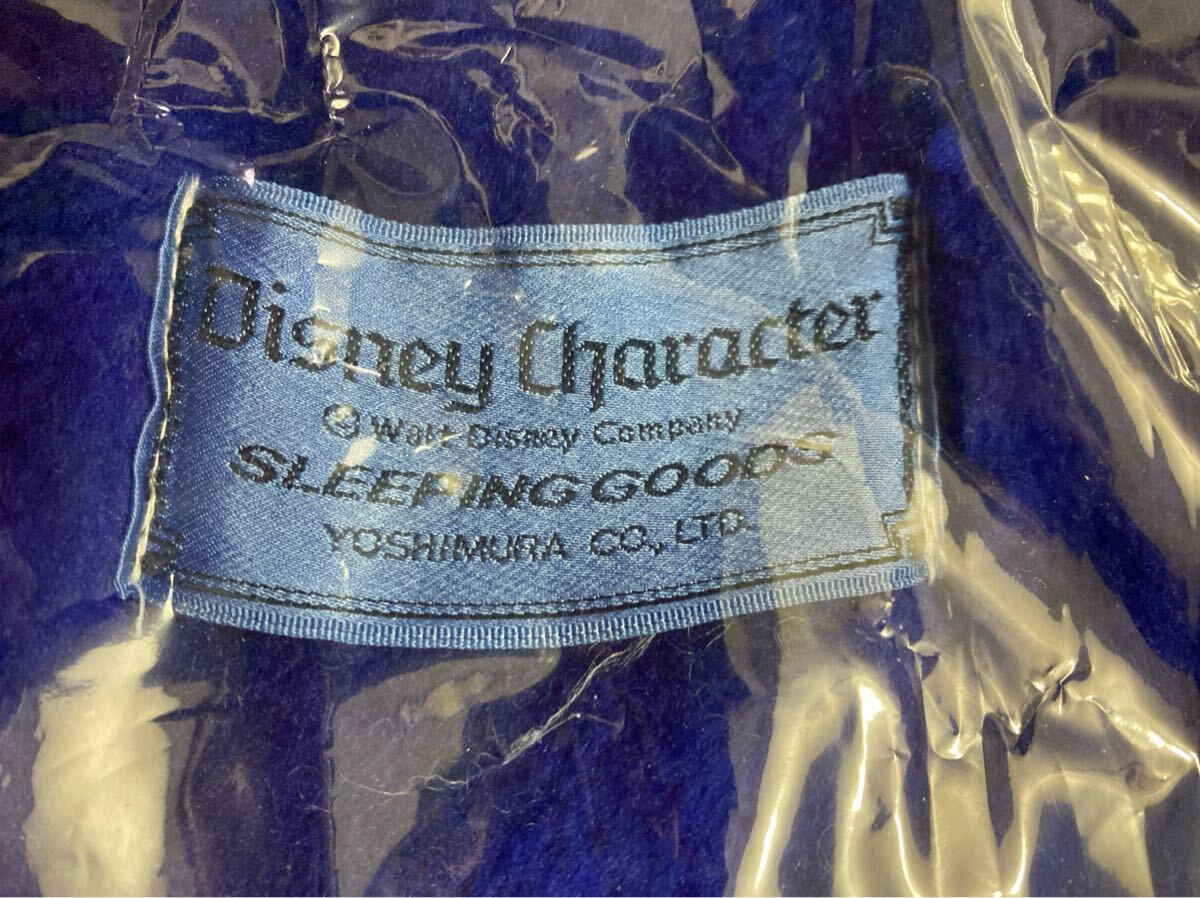 Disney Character
© Walt Disney Company
SLEEPING GOODS
YOSHIMURA CO., LTD.